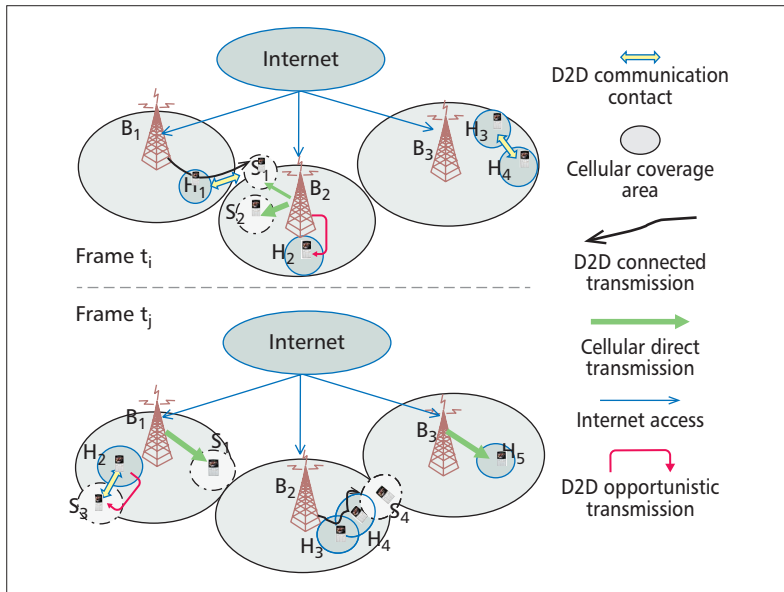 Internet
B1
S1
H1
B2
S2
H2
B3
H3
H4
Frame ti
Frame tj
Internet
B1
S1
H2
S3
B2
H3
H4
S4
B3
H5
D2D communication
contact
Cellular coverage
area
D2D connected
transmission
Cellular direct
transmission
Internet access
D2D opportunistic
transmission